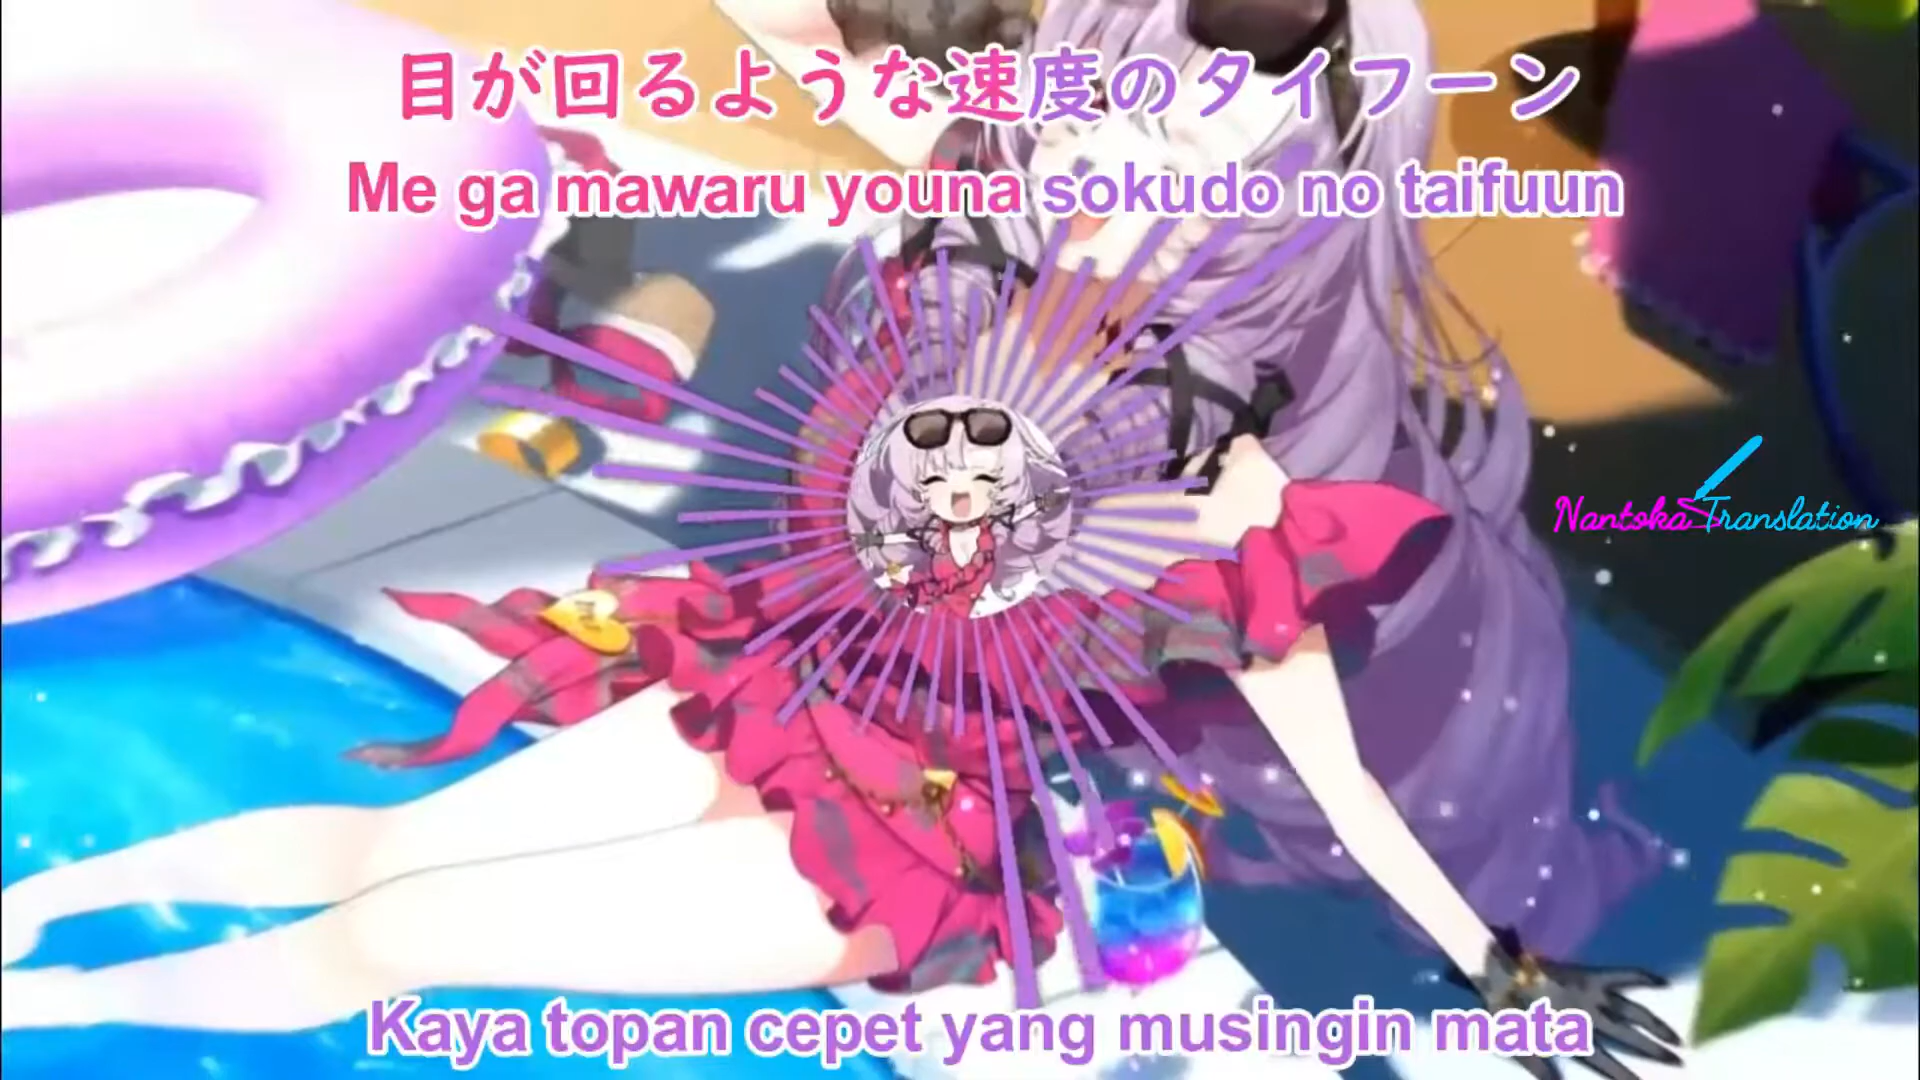 目が回るような速度のタイフーン
Me ga mawaru youna sokudo no taifuun
Nantoka Translation
Kaya topan cepet yang musingin mata